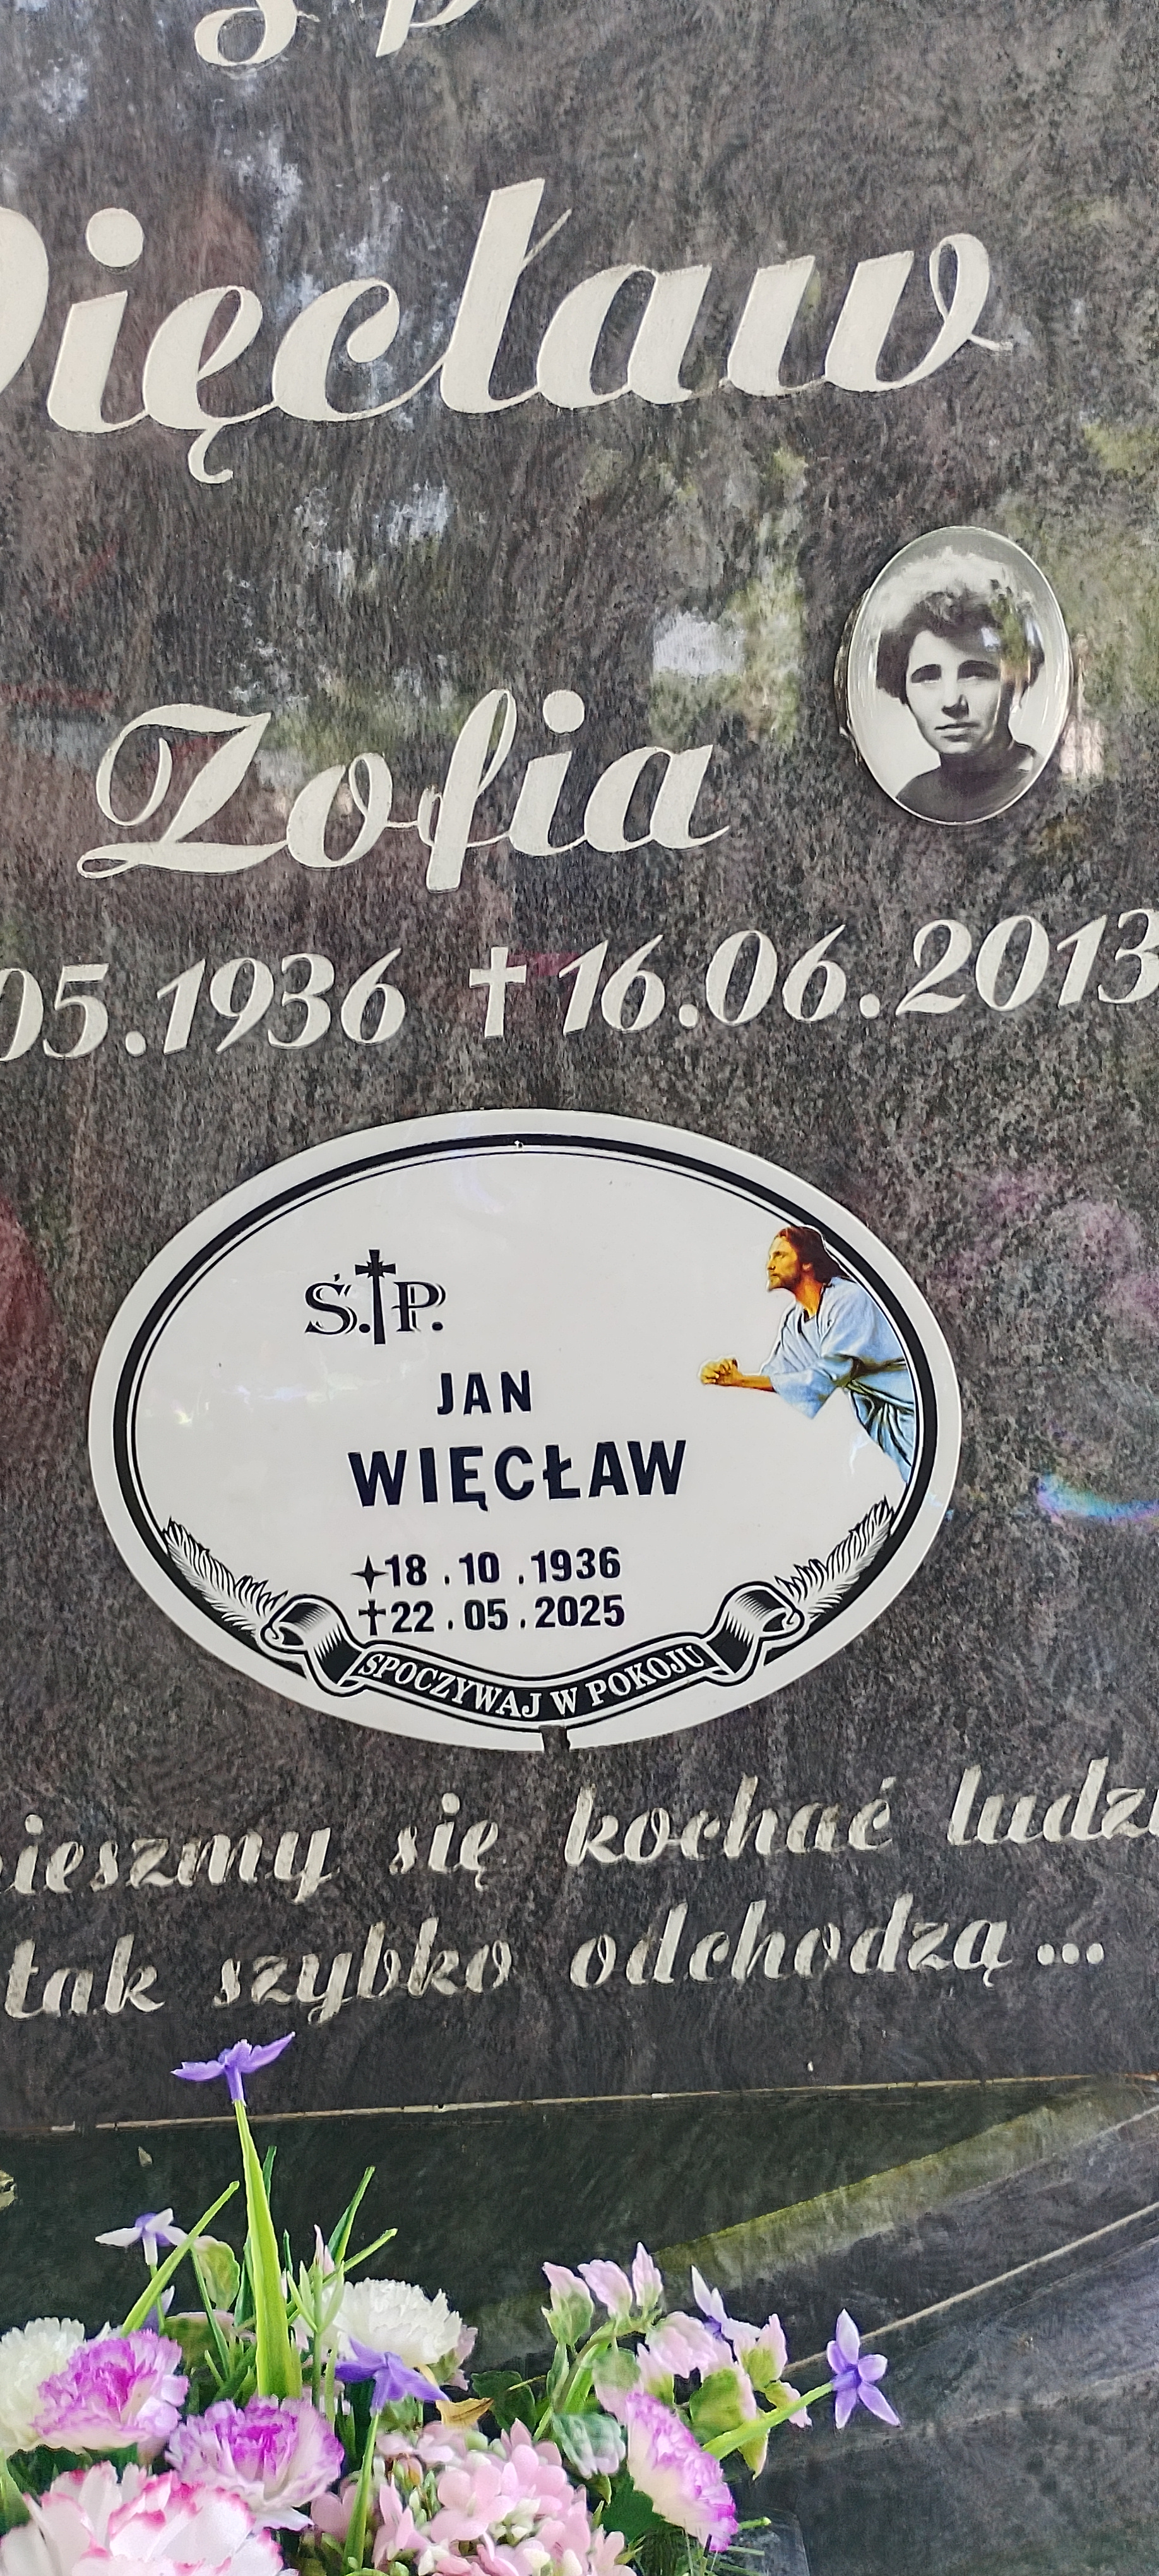 Ś p
Więcław
Zofia
05.1936 †16.06.2013
Ś.†P.
JAN
WIĘCŁAW
18.10.1936
†22.05.2025
SPOCZYWAJ W POKOJU
ieszmy się kochać ludzi
tak szybko odchodzą...